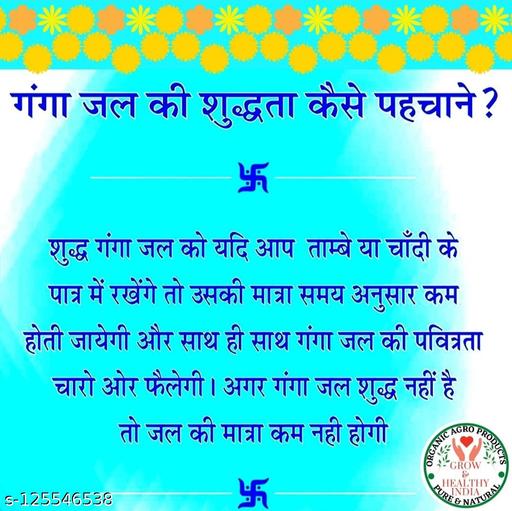 गंगा जल की शुद्धता कैसे पहचाने ?
शुद्ध गंगा जल को यदि आप ताम्बे या चाँदी के
पात्र में रखेंगे तो उसकी मात्रा समय अनुसार कम
होती जायेगी और साथ ही साथ गंगा जल की पवित्रता
चारो ओर फैलेगी। अगर गंगा जल शुद्ध नहीं है
तो जल की मात्रा कम नही होगी
ORGANIC AGRO PRODUCTS
GROW
&
HEALTHY
INDIA
PURE & NATURAL
s-125546538